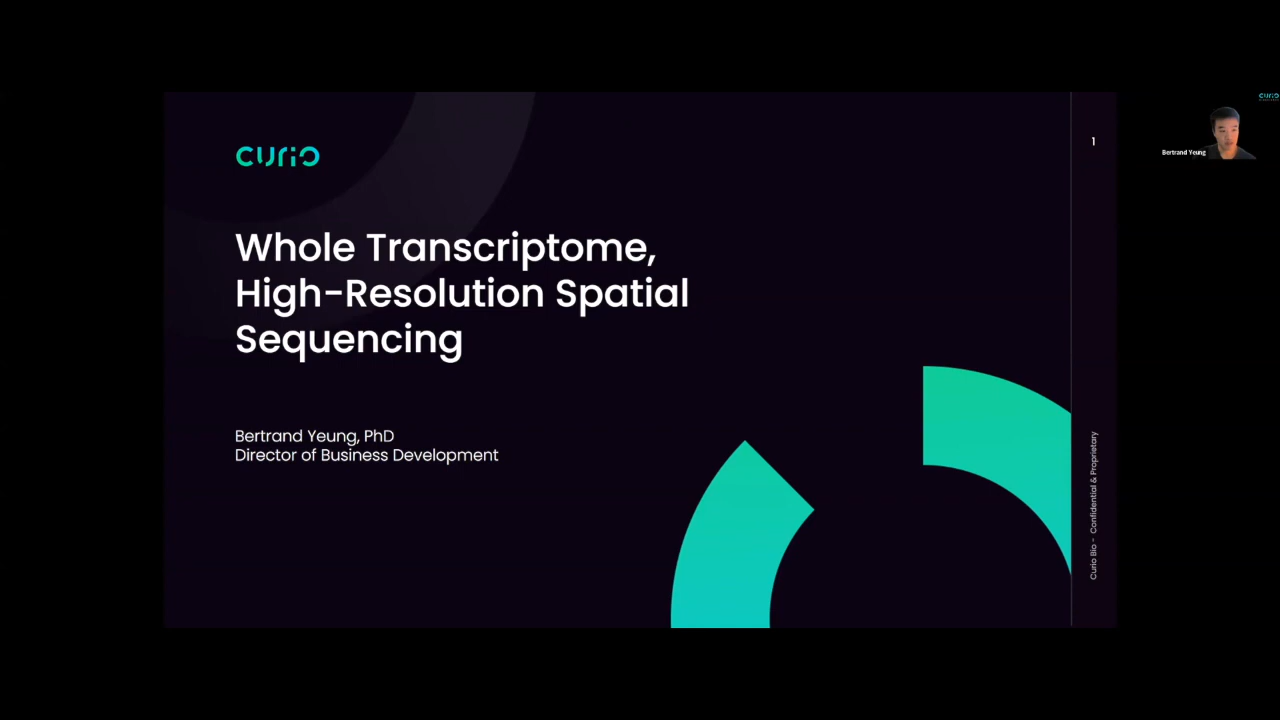 curio
Whole Transcriptome,
High-Resolution Spatial
Sequencing
Bertrand Yeung, PhD
Director of Business Development
1
Curio Bio - Confidential & Proprietary
curio
Bertrand Yeung